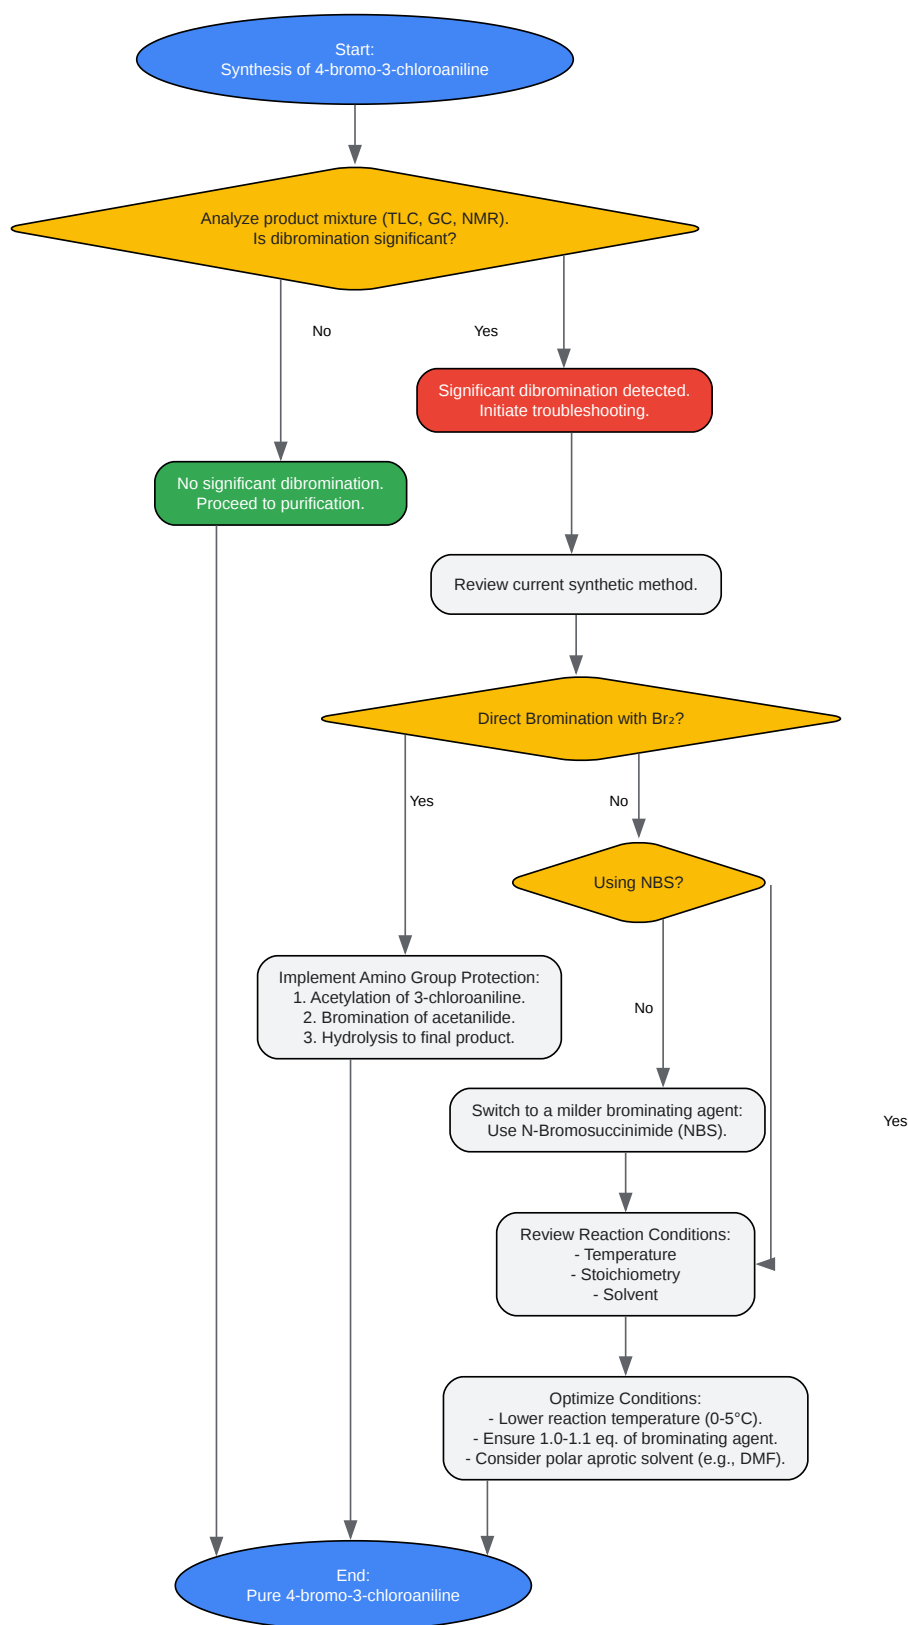 Start:
Synthesis of 4-bromo-3-chloroaniline
Analyze product mixture (TLC, GC, NMR).
Is dibromination significant?
No
Yes
Significant dibromination detected.
Initiate troubleshooting.
No significant dibromination.
Proceed to purification.
Review current synthetic method.
Direct Bromination with Br₂?
Yes
No
Using NBS?
Implement Amino Group Protection:
1. Acetylation of 3-chloroaniline.
2. Bromination of acetanilide.
3. Hydrolysis to final product.
No
Switch to a milder brominating agent:
Use N-Bromosuccinimide (NBS).
Yes
Review Reaction Conditions:
- Temperature
- Stoichiometry
- Solvent
Optimize Conditions:
- Lower reaction temperature (0-5°C).
- Ensure 1.0-1.1 eq. of brominating agent.
- Consider polar aprotic solvent (e.g., DMF).
End:
Pure 4-bromo-3-chloroaniline